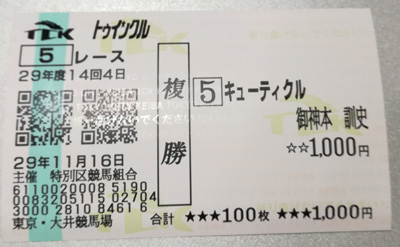 TCK トゥインクル
5 レース
29年度14回4日
複勝
5 キューティクル
御神本 訓史
☆☆1,000円
29年11月16日
主催 特別区競馬組合
6110020008 5190
0083205115 02704
3000 2810 8461 6
東京・大井競馬場
合計 ★★★100枚 ★★★1,000円